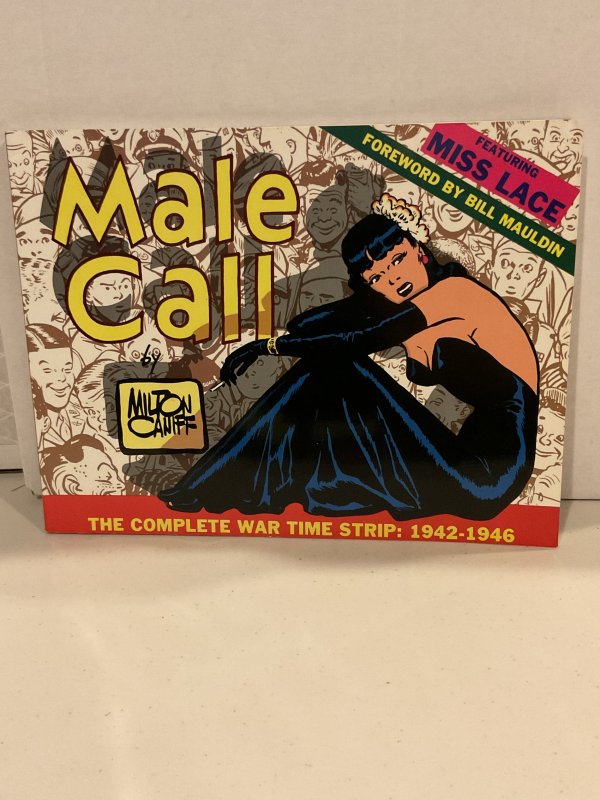 Male
Call
by
MILTON
CANIFF
FEATURING
MISS LACE
FOREWORD BY BILL MAULDIN
THE COMPLETE WAR TIME STRIP: 1942-1946